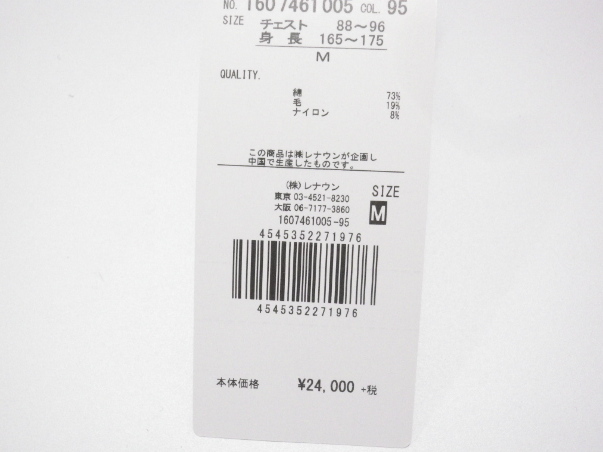 NO. 1607461005 COL. 95
SIZE チェスト 88～96
身長 165～175
M
QUALITY.
綿 73%
毛 19%
ナイロン 8%
この商品は㈱レナウンが企画し
中国で生産したものです。
(株)レナウン
東京 03-4521-8230
大阪 06-7177-3860
1607461005-95
SIZE
M
4545352271976
4545352271976
本体価格 ¥24,000 +税